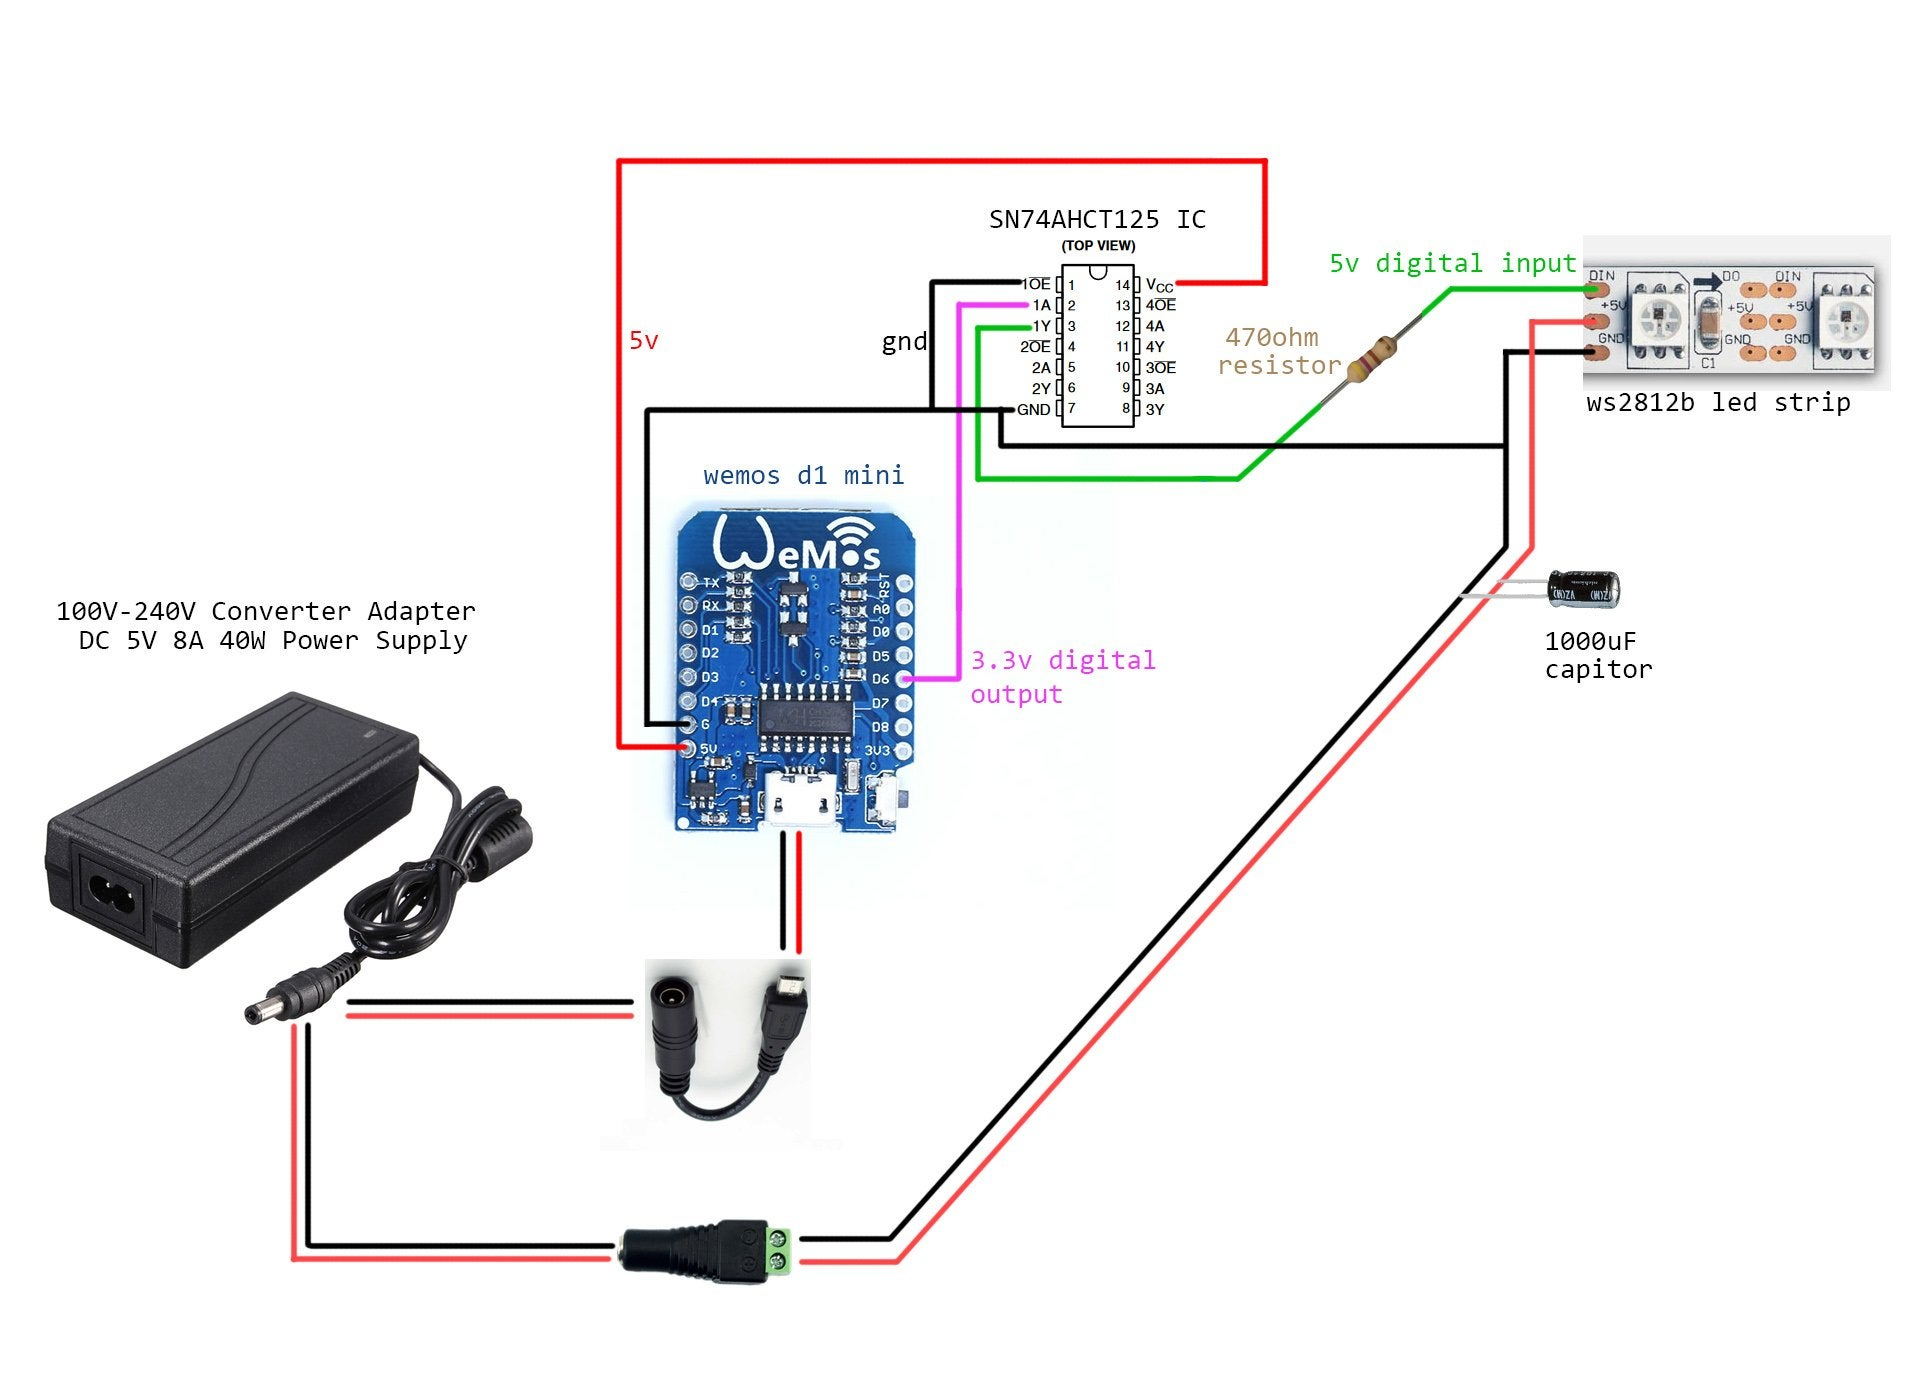 SN74AHCT125 IC
(TOP VIEW)
1OE 1 14 VCC
1A 2 13 4OE
1Y 3 12 4A
2OE 4 11 4Y
2A 5 10 3OE
2Y 6 9 3A
GND 7 8 3Y
5v
gnd
470ohm
resistor
5v digital input
DIN
+5V
GND
C1
DO
+5V
GND
DIN
+5V
GND
ws2812b led strip
wemos d1 mini
WeMos
TX
RX
D1
D2
D3
D4
G
5V
RST
A0
D0
D5
D6
D7
D8
3V3
3.3v digital
output
100V-240V Converter Adapter
DC 5V 8A 40W Power Supply
1000uF
capitor